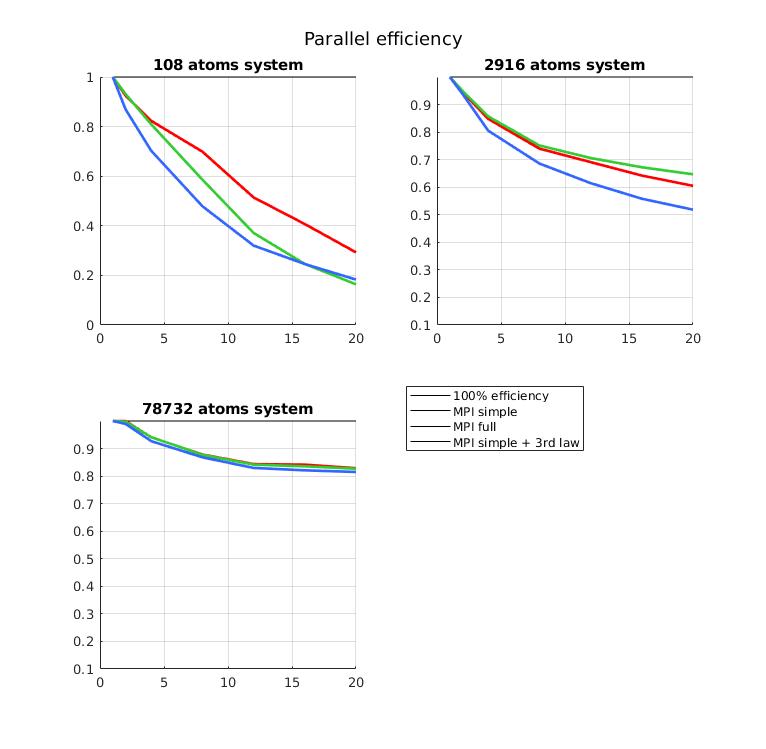 Parallel efficiency
108 atoms system
1
0.8
0.6
0.4
0.2
0
0 5 10 15 20
2916 atoms system
0.9
0.8
0.7
0.6
0.5
0.4
0.3
0.2
0.1
0 5 10 15 20
78732 atoms system
0.9
0.8
0.7
0.6
0.5
0.4
0.3
0.2
0.1
0 5 10 15 20
100% efficiency
MPI simple
MPI full
MPI simple + 3rd law